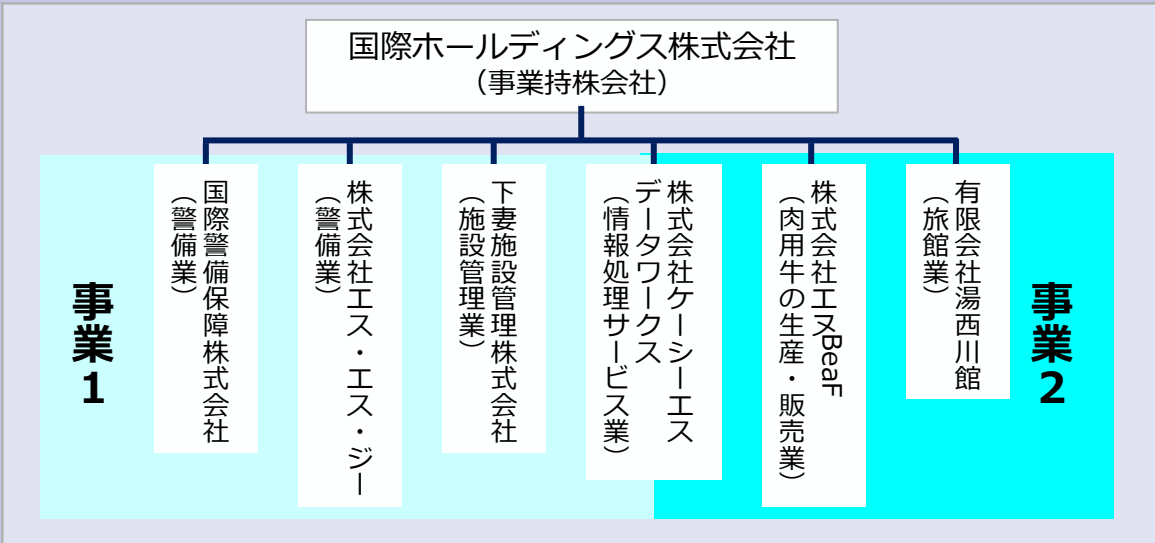 国際ホールディングス株式会社
（事業持株会社）
事業1
国際警備保障株式会社
（警備業）
株式会社エス・エス・ジー
（警備業）
下妻施設管理株式会社
（施設管理業）
株式会社ケーシーエス
データワークス
（情報処理サービス業）
株式会社エヌBeaF
（肉用牛の生産・販売業）
有限会社湯西川館
（旅館業）
事業2